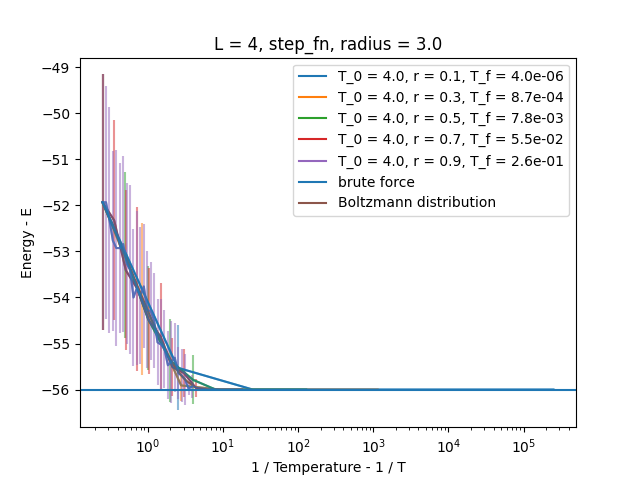 L = 4, step_fn, radius = 3.0
−49
−50
−51
−52
−53
−54
−55
−56
Energy - E
T_0 = 4.0, r = 0.1, T_f = 4.0e-06
T_0 = 4.0, r = 0.3, T_f = 8.7e-04
T_0 = 4.0, r = 0.5, T_f = 7.8e-03
T_0 = 4.0, r = 0.7, T_f = 5.5e-02
T_0 = 4.0, r = 0.9, T_f = 2.6e-01
brute force
Boltzmann distribution
10⁰ 10¹ 10² 10³ 10⁴ 10⁵
1 / Temperature - 1 / T